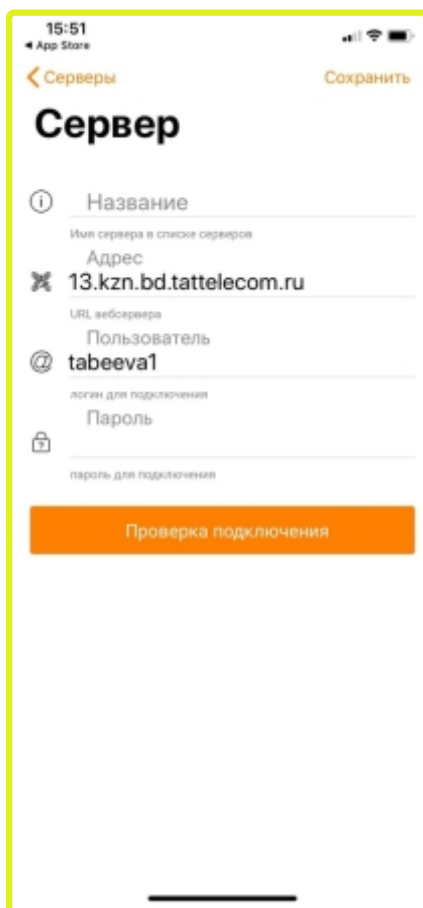 15:51
◀ App Store
Серверы
Сохранить
Сервер
Название
Имя сервера в списке серверов
Адрес
13.kzn.bd.tattelecom.ru
URL вебсервера
Пользователь
@ tabeeva1
логин для подключения
Пароль
пароль для подключения
Проверка подключения